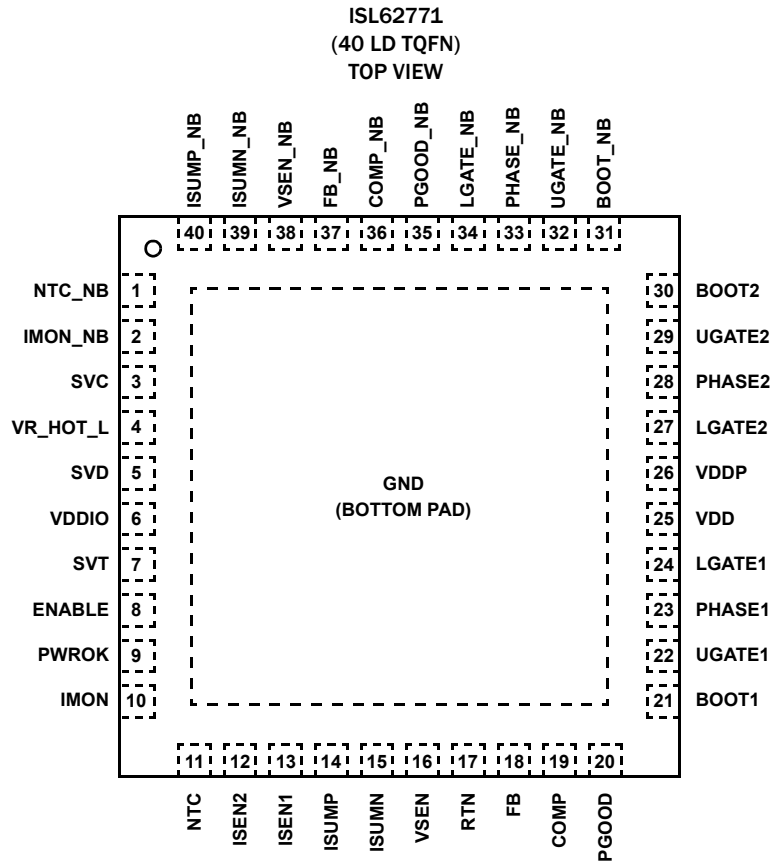 ISL62771
(40 LD TQFN)
TOP VIEW
ISUMP_NB
ISUMN_NB
VSEN_NB
FB_NB
COMP_NB
PGOOD_NB
LGATE_NB
PHASE_NB
UGATE_NB
BOOT_NB
40 39 38 37 36 35 34 33 32 31
NTC_NB 1
IMON_NB 2
SVC 3
VR_HOT_L 4
SVD 5
VDDIO 6
SVT 7
ENABLE 8
PWROK 9
IMON 10
GND
(BOTTOM PAD)
30 BOOT2
29 UGATE2
28 PHASE2
27 LGATE2
26 VDDP
25 VDD
24 LGATE1
23 PHASE1
22 UGATE1
21 BOOT1
11 12 13 14 15 16 17 18 19 20
NTC
ISEN2
ISEN1
ISUMP
ISUMN
VSEN
RTN
FB
COMP
PGOOD